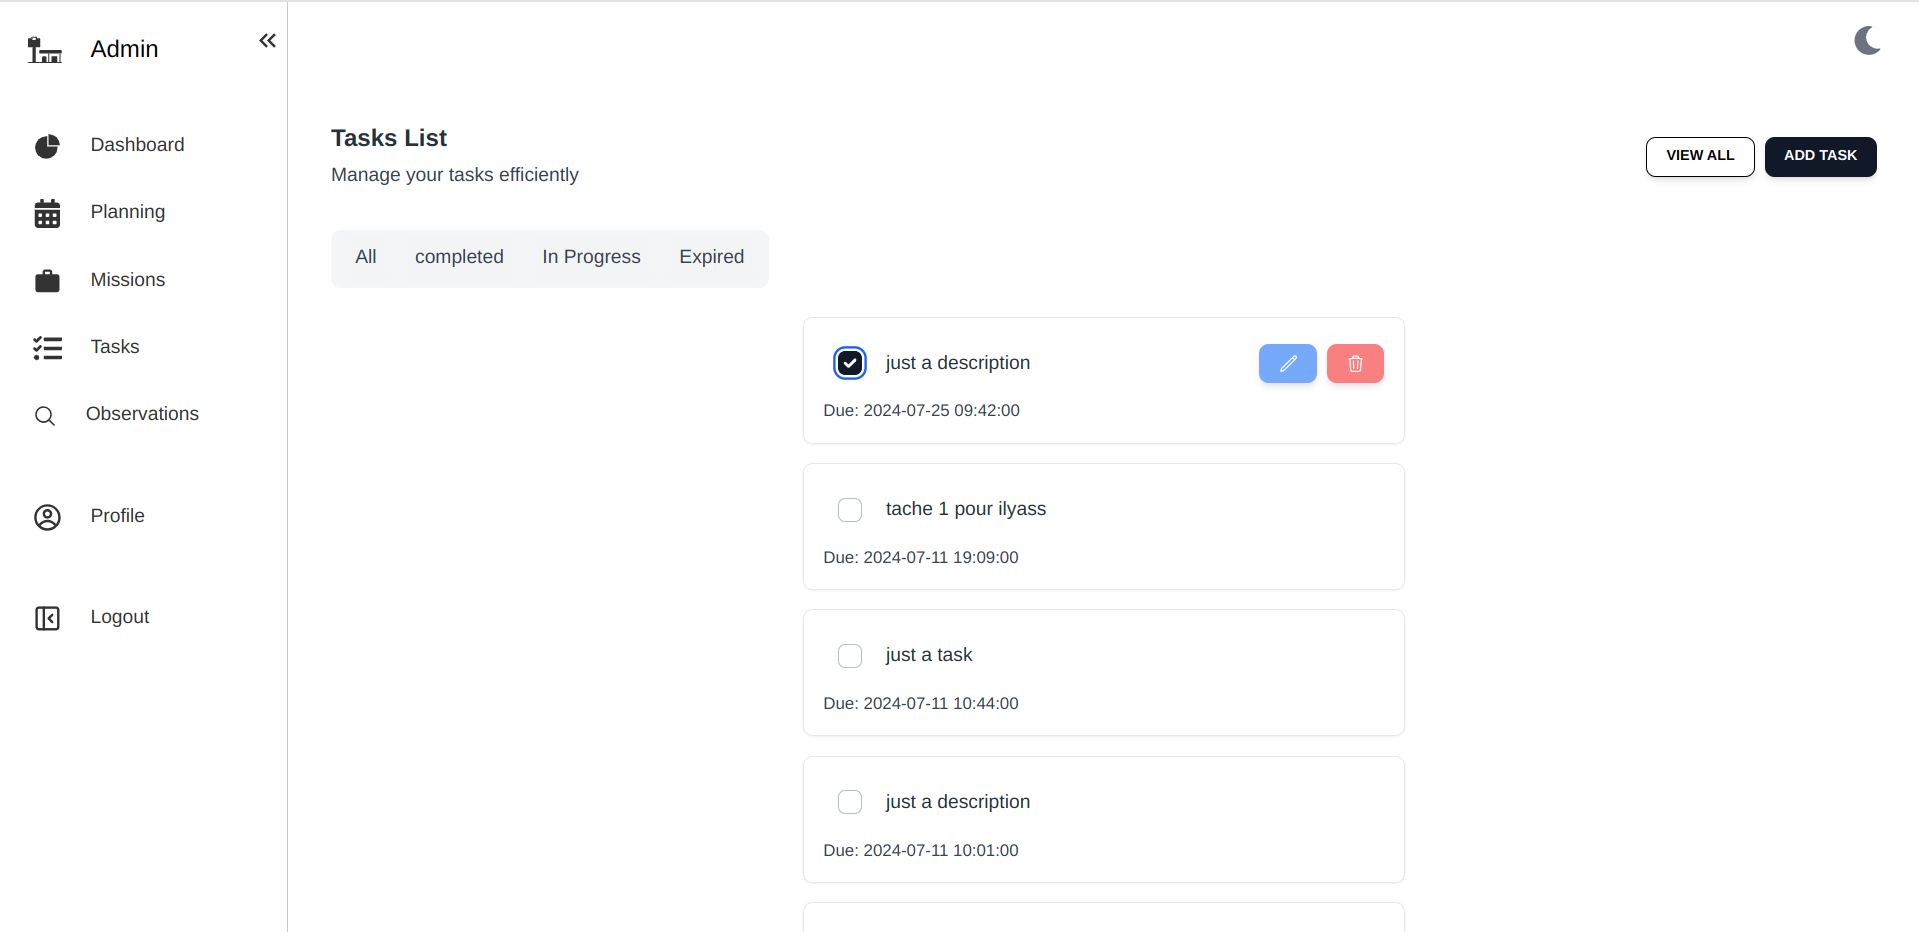 Admin
Dashboard
Planning
Missions
Tasks
Observations
Profile
Logout
Tasks List
Manage your tasks efficiently
VIEW ALL
ADD TASK
All completed In Progress Expired
just a description
Due: 2024-07-25 09:42:00
tache 1 pour ilyass
Due: 2024-07-11 19:09:00
just a task
Due: 2024-07-11 10:44:00
just a description
Due: 2024-07-11 10:01:00